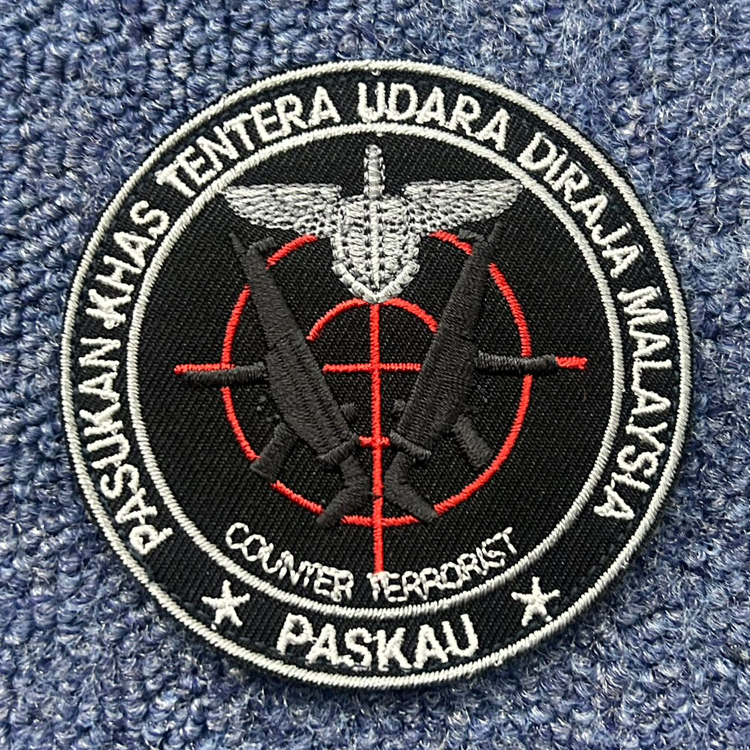 PASUKAN KHAS TENTERA UDARA DIRAJA MALAYSIA
COUNTER TERRORIST
PASKAU